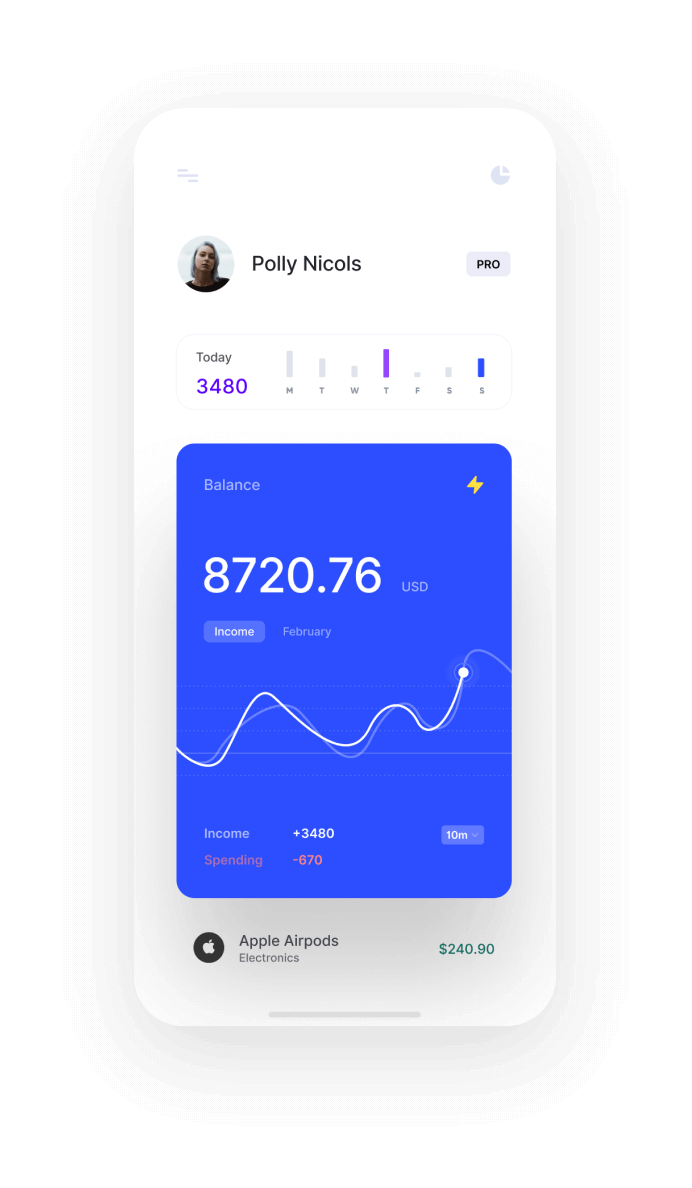 Polly Nicols
PRO
Today
3480
M T W T F S S
Balance
8720.76 USD
Income February
Income +3480 10m
Spending -670
Apple Airpods
Electronics
$240.90